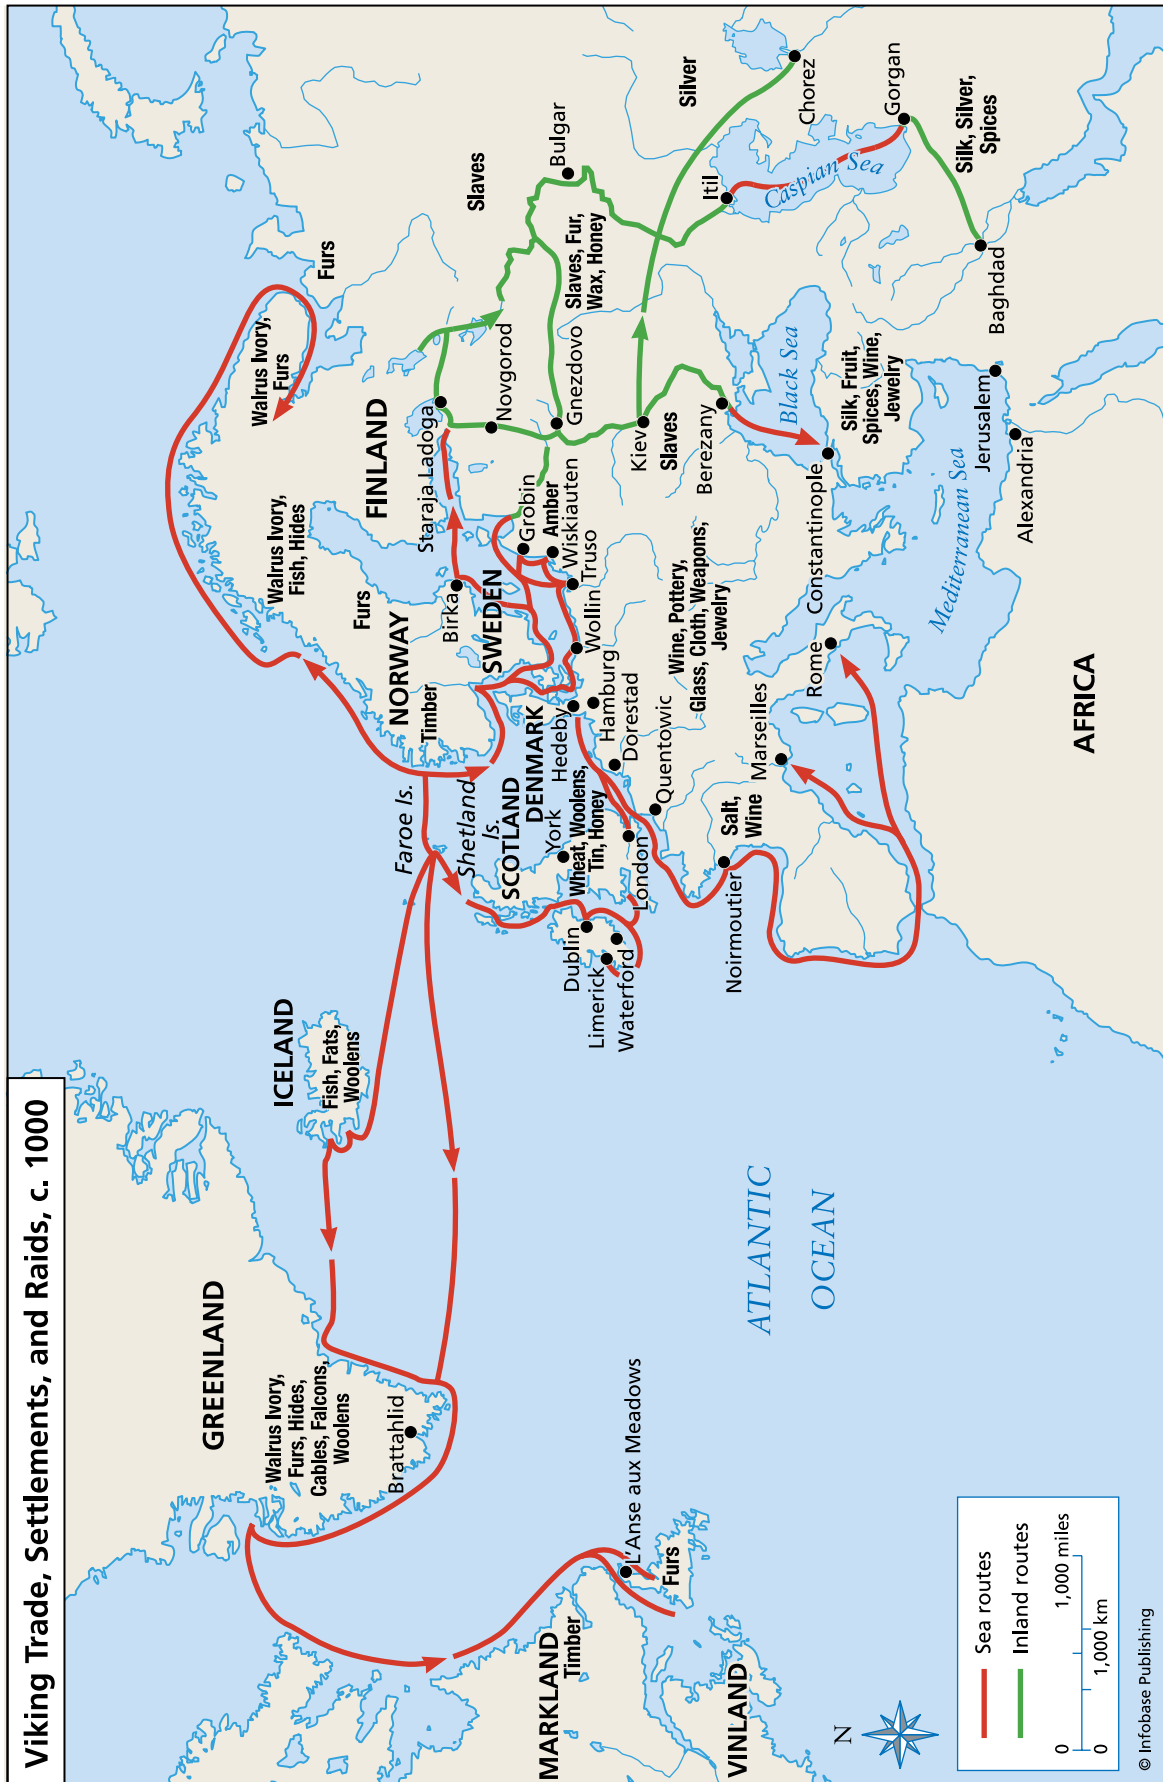 Viking Trade, Settlements, and Raids, c. 1000
GREENLAND
Walrus Ivory,
Furs, Hides,
Cables, Falcons,
Woolens
Brattahlid
ICELAND
Fish, Fats,
Woolens
Faroe Is.
Shetland
Is.
NORWAY
Timber
Furs
Walrus Ivory,
Fish, Hides
Walrus Ivory,
Furs
Furs
FINLAND
SWEDEN
Birka
Staraja Ladoga
Novgorod
Gnezdovo
Slaves
Bulgar
Slaves, Fur,
Wax, Honey
Silver
Chorez
Itil
Caspian Sea
Gorgan
Silk, Silver,
Spices
Baghdad
Kiev
Slaves
Berezany
Black Sea
Silk, Fruit,
Spices, Wine,
Jewelry
Constantinople
Jerusalem
Alexandria
Mediterranean Sea
Grobin
Amber
Wiskiauten
Truso
Wollin
Hamburg
Dorestad
Quentowic
Hedeby
DENMARK
SCOTLAND
York
Wheat, Woolens,
Tin, Honey
London
Dublin
Limerick
Waterford
Wine, Pottery,
Glass, Cloth, Weapons,
Jewelry
Noirmoutier
Salt,
Wine
Marseilles
Rome
AFRICA
ATLANTIC
OCEAN
MARKLAND
Timber
VINLAND
L'Anse aux Meadows
Furs
N
Sea routes
Inland routes
0 1,000 miles
0 1,000 km
© Infobase Publishing